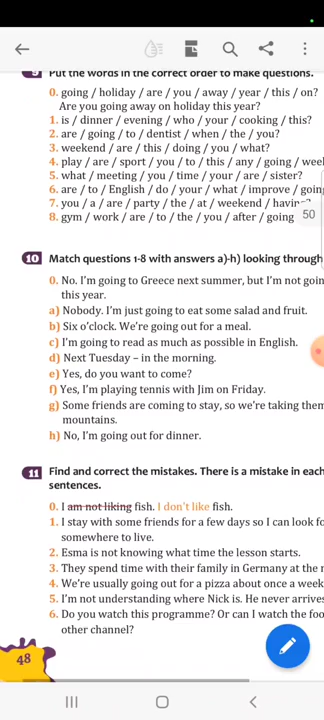 9 Put the words in the correct order to make questions.
0. going / holiday / are / you / away / year / this / on?
Are you going away on holiday this year?
1. is / dinner / evening / who / your / cooking / this?
2. are / going / to / dentist / when / the / you?
3. weekend / are / this / doing / you / what?
4. play / are / sport / you / to / this / any / going / wee
5. what / meeting / you / time / your / are / sister?
6. are / to / English / do / your / what / improve / goin
7. you / a / are / party / the / at / weekend / having
8. gym / work / are / to / the / you / after / going
50
10 Match questions 1-8 with answers a)-h) looking through
0. No. I'm going to Greece next summer, but I'm not goin
this year.
a) Nobody. I'm just going to eat some salad and fruit.
b) Six o'clock. We're going out for a meal.
c) I'm going to read as much as possible in English.
d) Next Tuesday – in the morning.
e) Yes, do you want to come?
f) Yes, I'm playing tennis with Jim on Friday.
g) Some friends are coming to stay, so we're taking them
mountains.
h) No, I'm going out for dinner.
11 Find and correct the mistakes. There is a mistake in each
sentences.
0. I am not liking fish. I don't like fish.
1. I stay with some friends for a few days so I can look fo
somewhere to live.
2. Esma is not knowing what time the lesson starts.
3. They spend time with their family in Germany at the m
4. We're usually going out for a pizza about once a week
5. I'm not understanding where Nick is. He never arrives
6. Do you watch this programme? Or can I watch the foo
other channel?
48